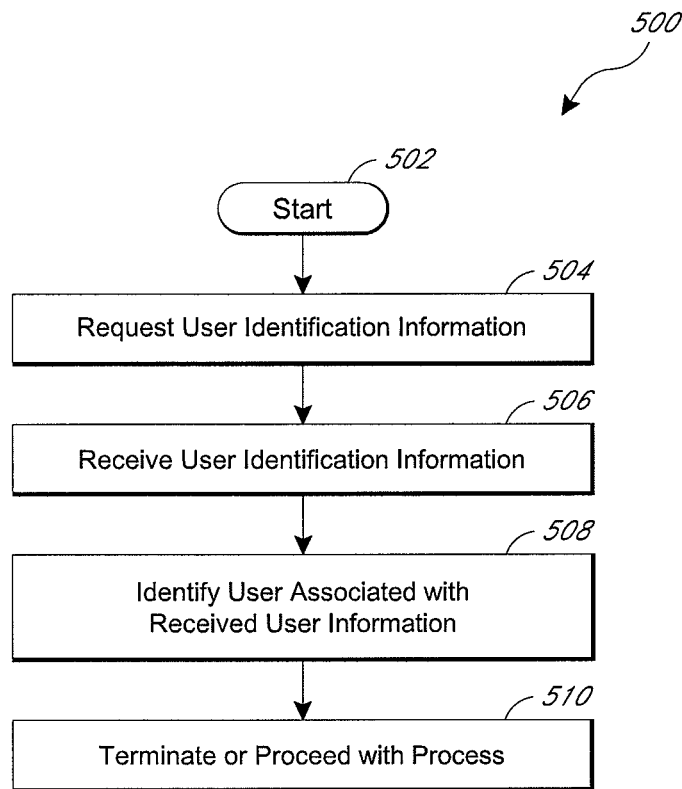 500
502
Start
504
Request User Identification Information
506
Receive User Identification Information
508
Identify User Associated with
Received User Information
510
Terminate or Proceed with Process